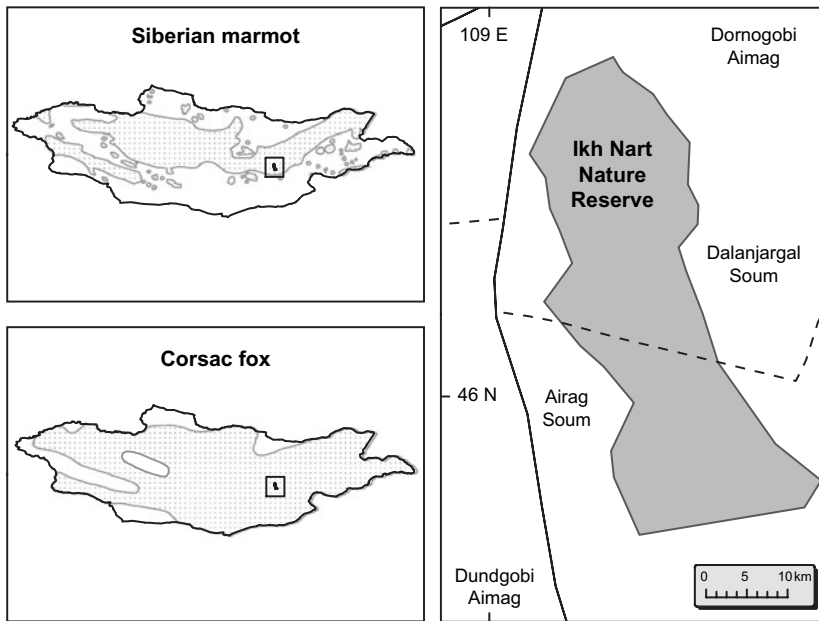 Siberian marmot
Corsac fox
109 E
Dornogobi
Aimag
Ikh Nart
Nature
Reserve
Dalanjargal
Soum
46 N
Airag
Soum
Dundgobi
Aimag
0 5 10 km